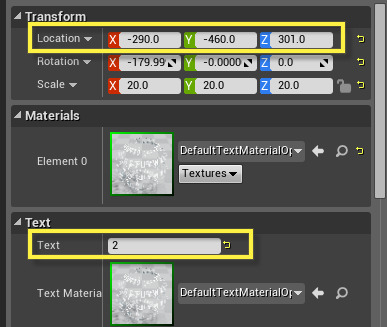 Transform
Location X -290.0 Y -460.0 Z 301.0
Rotation X -179.99 Y -0.0000 Z 0.0
Scale X 20.0 Y 20.0 Z 20.0
Materials
Element 0 DefaultTextMaterialOp
Textures
Text
Text 2
Text Materia DefaultTextMaterialOp